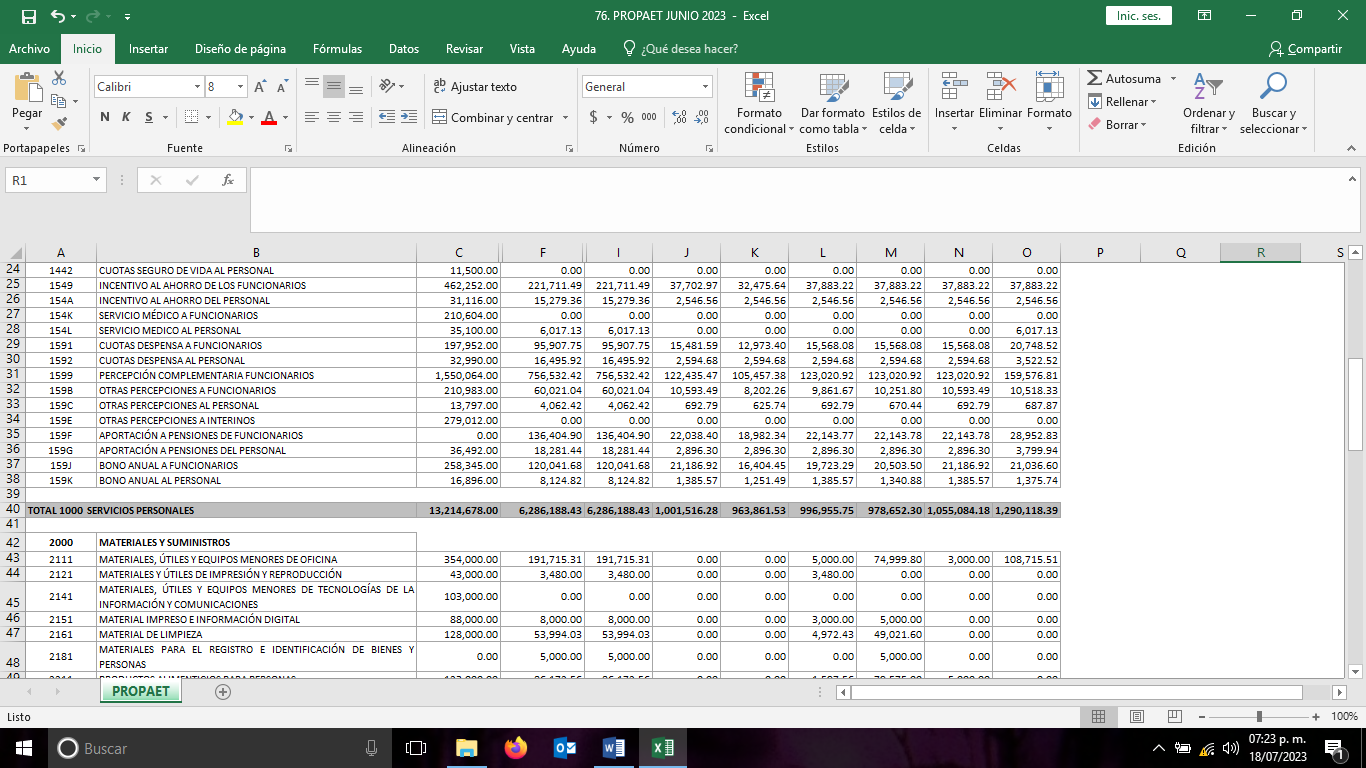 76. PROPAET JUNIO 2023 - Excel
Inic. ses.
Archivo Inicio Insertar Diseño de página Fórmulas Datos Revisar Vista Ayuda ¿Qué desea hacer? Compartir
Pegar
Calibri 8
N K S
Ajustar texto
Combinar y centrar
General
$ % 000
Formato condicional
Dar formato como tabla
Estilos de celda
Insertar Eliminar Formato
Autosuma
Rellenar
Borrar
Ordenar y filtrar
Buscar y seleccionar
Portapapeles Fuente Alineación Número Estilos Celdas Edición
R1 fx
A B C F I J K L M N O P Q R S
24 1442 CUOTAS SEGURO DE VIDA AL PERSONAL 11,500.00 0.00 0.00 0.00 0.00 0.00 0.00 0.00 0.00
25 1549 INCENTIVO AL AHORRO DE LOS FUNCIONARIOS 462,252.00 221,711.49 221,711.49 37,702.97 32,475.64 37,883.22 37,883.22 37,883.22 37,883.22
26 154A INCENTIVO AL AHORRO DEL PERSONAL 31,116.00 15,279.36 15,279.36 2,546.56 2,546.56 2,546.56 2,546.56 2,546.56 2,546.56
27 154K SERVICIO MÉDICO A FUNCIONARIOS 210,604.00 0.00 0.00 0.00 0.00 0.00 0.00 0.00 0.00
28 154L SERVICIO MEDICO AL PERSONAL 35,100.00 6,017.13 6,017.13 0.00 0.00 0.00 0.00 0.00 6,017.13
29 1591 CUOTAS DESPENSA A FUNCIONARIOS 197,952.00 95,907.75 95,907.75 15,481.59 12,973.40 15,568.08 15,568.08 15,568.08 20,748.52
30 1592 CUOTAS DESPENSA AL PERSONAL 32,990.00 16,495.92 16,495.92 2,594.68 2,594.68 2,594.68 2,594.68 2,594.68 3,522.52
31 1599 PERCEPCIÓN COMPLEMENTARIA FUNCIONARIOS 1,550,064.00 756,532.42 756,532.42 122,435.47 105,457.38 123,020.92 123,020.92 123,020.92 159,576.81
32 159B OTRAS PERCEPCIONES A FUNCIONARIOS 210,983.00 60,021.04 60,021.04 10,593.49 8,202.26 9,861.67 10,251.80 10,593.49 10,518.33
33 159C OTRAS PERCEPCIONES AL PERSONAL 13,797.00 4,062.42 4,062.42 692.79 625.74 692.79 670.44 692.79 687.87
34 159E OTRAS PERCEPCIONES A INTERINOS 279,012.00 0.00 0.00 0.00 0.00 0.00 0.00 0.00 0.00
35 159F APORTACIÓN A PENSIONES DE FUNCIONARIOS 0.00 136,404.90 136,404.90 22,038.40 18,982.34 22,143.77 22,143.78 22,143.78 28,952.83
36 159G APORTACIÓN A PENSIONES DEL PERSONAL 36,492.00 18,281.44 18,281.44 2,896.30 2,896.30 2,896.30 2,896.30 2,896.30 3,799.94
37 159J BONO ANUAL A FUNCIONARIOS 258,345.00 120,041.68 120,041.68 21,186.92 16,404.45 19,723.29 20,503.50 21,186.92 21,036.60
38 159K BONO ANUAL AL PERSONAL 16,896.00 8,124.82 8,124.82 1,385.57 1,251.49 1,385.57 1,340.88 1,385.57 1,375.74
39
40 TOTAL 1000 SERVICIOS PERSONALES 13,214,678.00 6,286,188.43 6,286,188.43 1,001,516.28 963,861.53 996,955.75 978,652.30 1,055,084.18 1,290,118.39
41
42 2000 MATERIALES Y SUMINISTROS
43 2111 MATERIALES, ÚTILES Y EQUIPOS MENORES DE OFICINA 354,000.00 191,715.31 191,715.31 0.00 0.00 5,000.00 74,999.80 3,000.00 108,715.51
44 2121 MATERIALES Y ÚTILES DE IMPRESIÓN Y REPRODUCCIÓN 43,000.00 3,480.00 3,480.00 0.00 0.00 3,480.00 0.00 0.00 0.00
MATERIALES, ÚTILES Y EQUIPOS MENORES DE TECNOLOGÍAS DE LA
45 2141 INFORMACIÓN Y COMUNICACIONES 103,000.00 0.00 0.00 0.00 0.00 0.00 0.00 0.00 0.00
46 2151 MATERIAL IMPRESO E INFORMACIÓN DIGITAL 88,000.00 8,000.00 8,000.00 0.00 0.00 3,000.00 5,000.00 0.00 0.00
47 2161 MATERIAL DE LIMPIEZA 128,000.00 53,994.03 53,994.03 0.00 0.00 4,972.43 49,021.60 0.00 0.00
MATERIALES PARA EL REGISTRO E IDENTIFICACIÓN DE BIENES Y
48 2181 PERSONAS 0.00 5,000.00 5,000.00 0.00 0.00 0.00 5,000.00 0.00 0.00
PROPAET
Listo 100%
Buscar
07:23 p. m.
18/07/2023
1